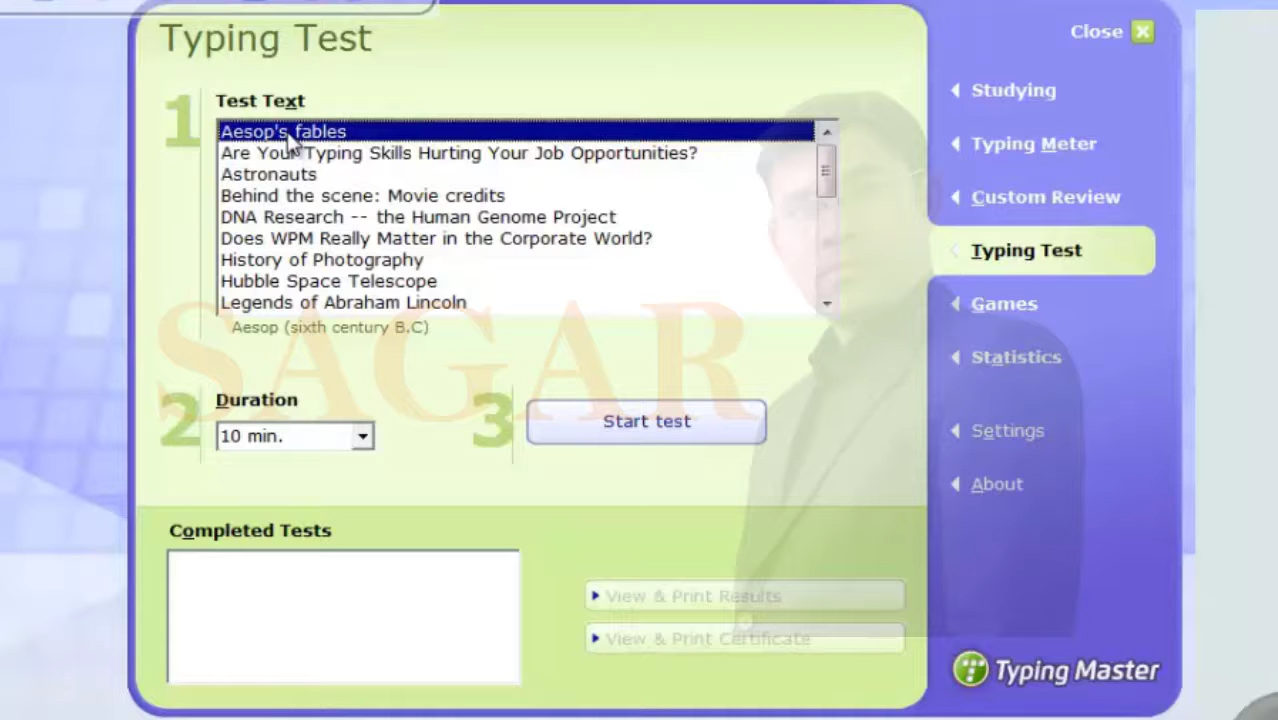 Typing Test
Close
1
Test Text
Aesop's fables
Are Your Typing Skills Hurting Your Job Opportunities?
Astronauts
Behind the scene: Movie credits
DNA Research -- the Human Genome Project
Does WPM Really Matter in the Corporate World?
History of Photography
Hubble Space Telescope
Legends of Abraham Lincoln
Aesop (sixth century B.C)
SAGAR
2
Duration
10 min.
3
Start test
Completed Tests
View & Print Results
View & Print Certificate
Studying
Typing Meter
Custom Review
Typing Test
Games
Statistics
Settings
About
Typing Master